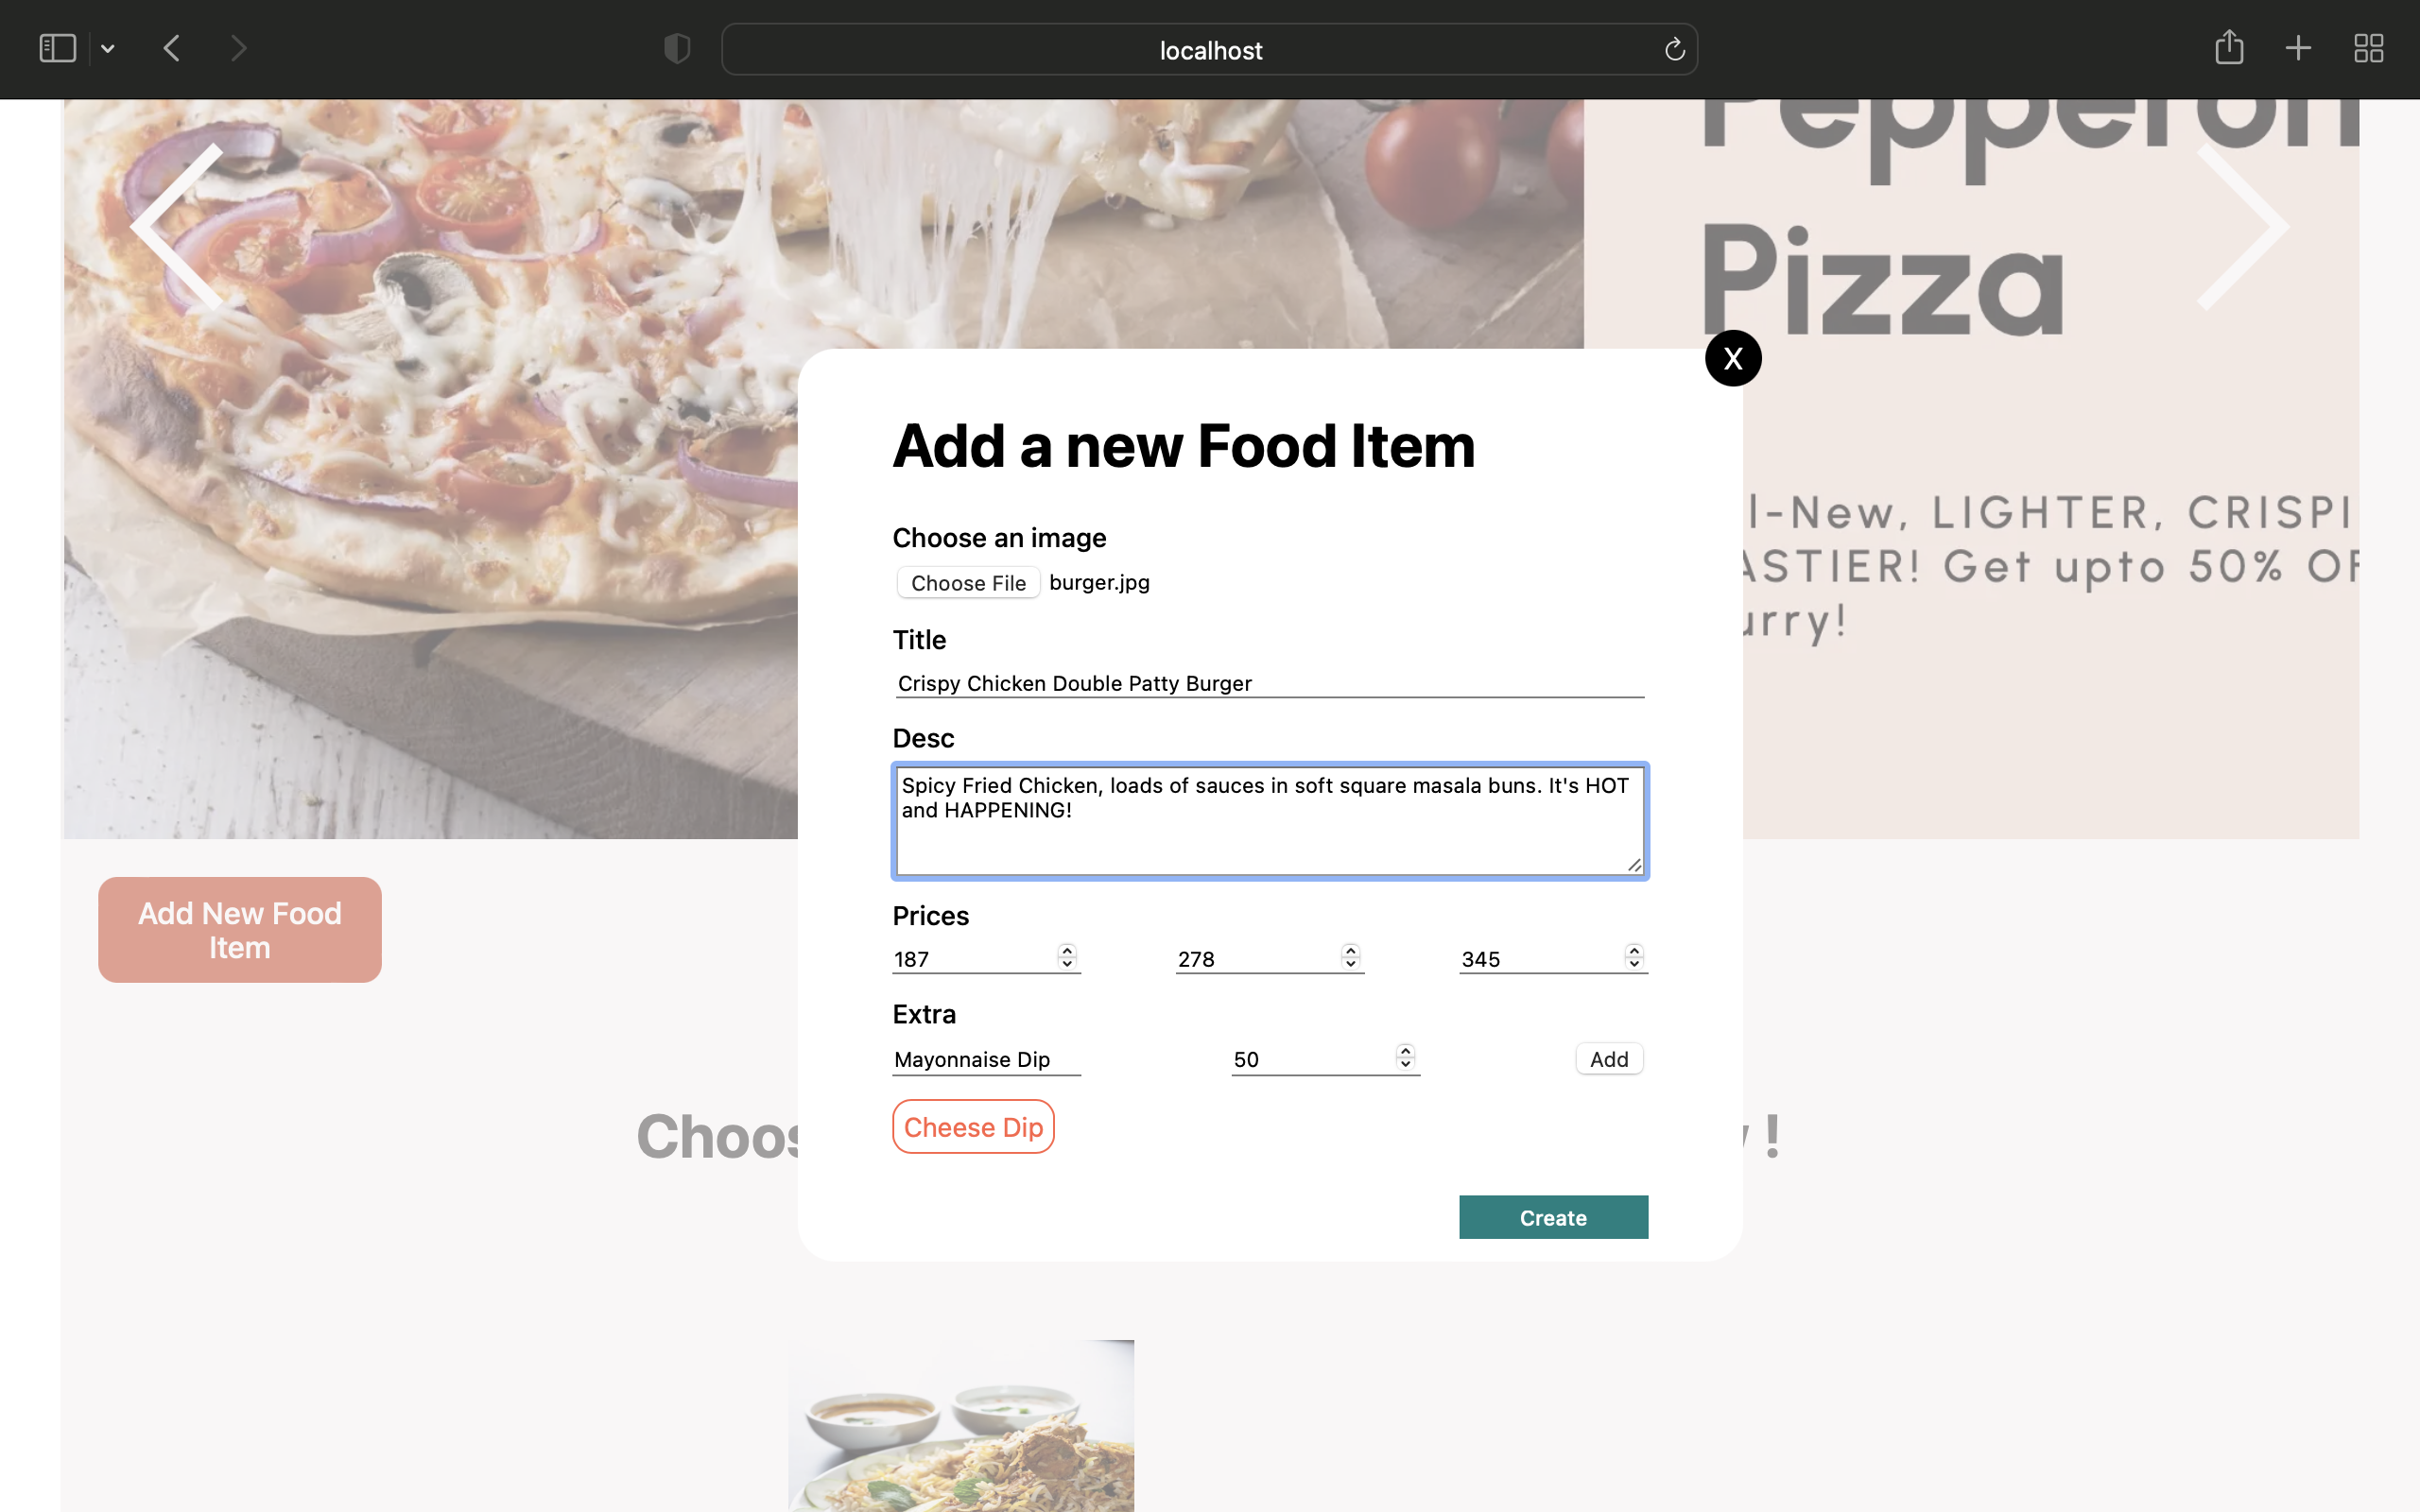 localhost
Pizza
X
Add a new Food Item
Choose an image
Choose File burger.jpg
Title
Crispy Chicken Double Patty Burger
Desc
Spicy Fried Chicken, loads of sauces in soft square masala buns. It's HOT
and HAPPENING!
Prices
187 278 345
Extra
Mayonnaise Dip 50 Add
Cheese Dip
Create
l-New, LIGHTER, CRISPI
ASTIER! Get upto 50% OF
urry!
Add New Food
Item
Choos !